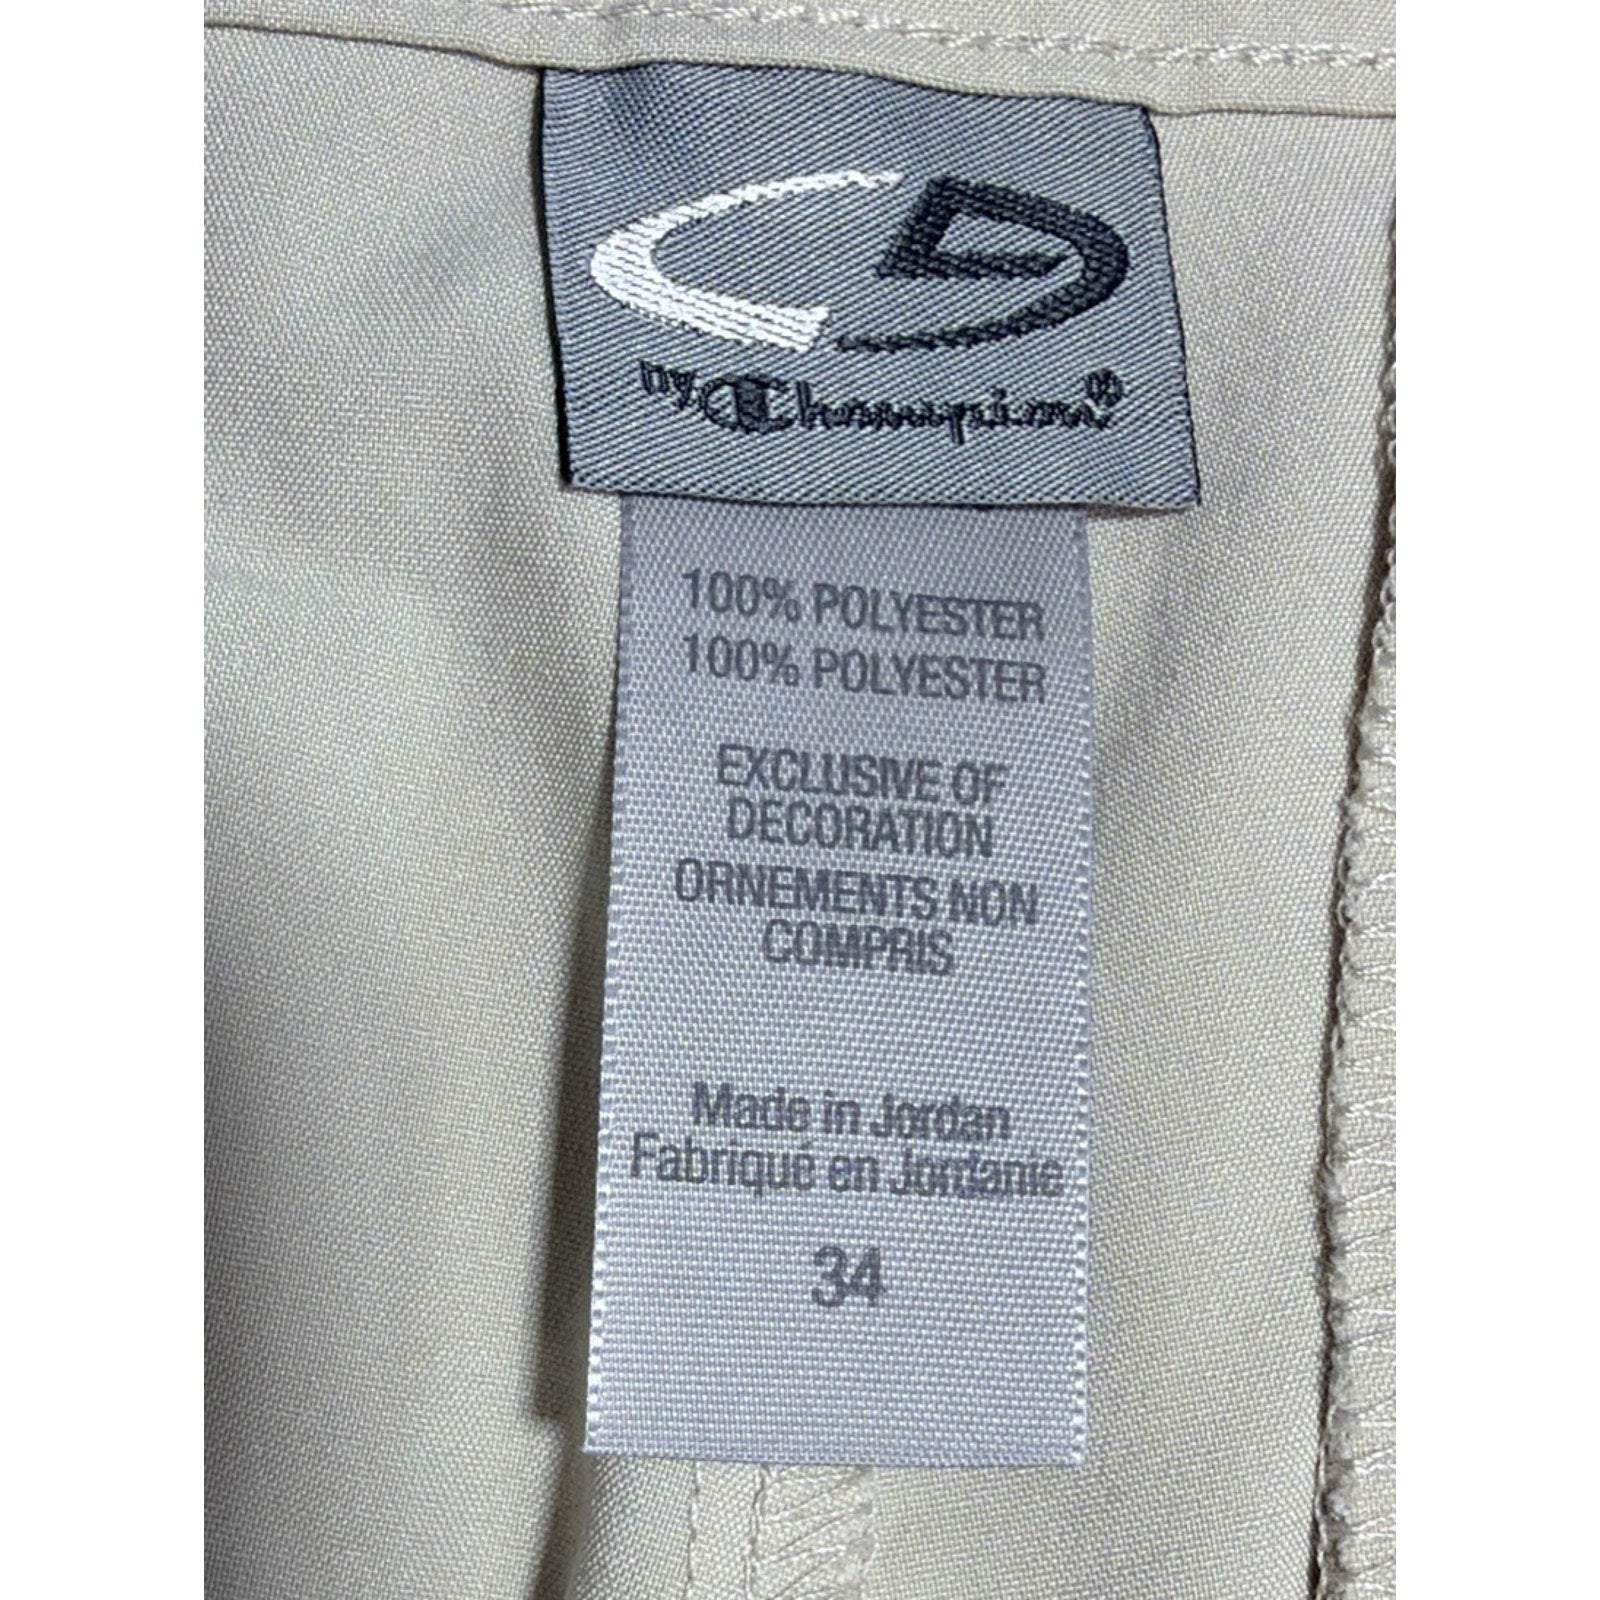 by Champion®
100% POLYESTER
100% POLYESTER
EXCLUSIVE OF
DECORATION
ORNEMENTS NON
COMPRIS
Made in Jordan
Fabriqué en Jordanie
34